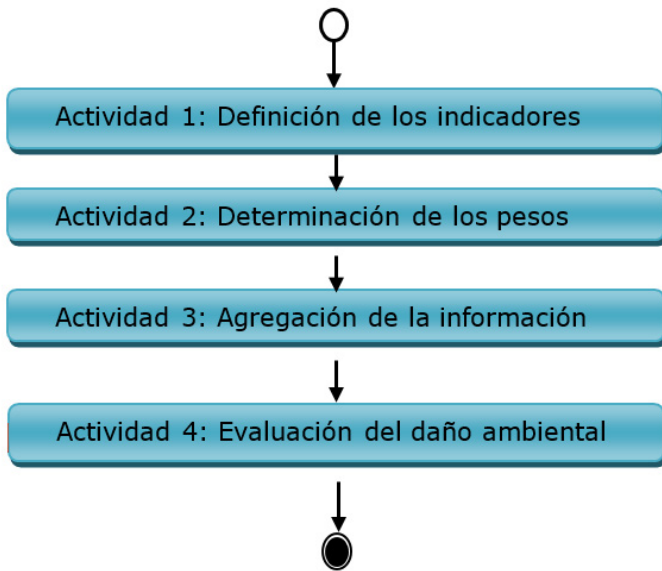 Actividad 1: Definición de los indicadores
Actividad 2: Determinación de los pesos
Actividad 3: Agregación de la información
Actividad 4: Evaluación del daño ambiental